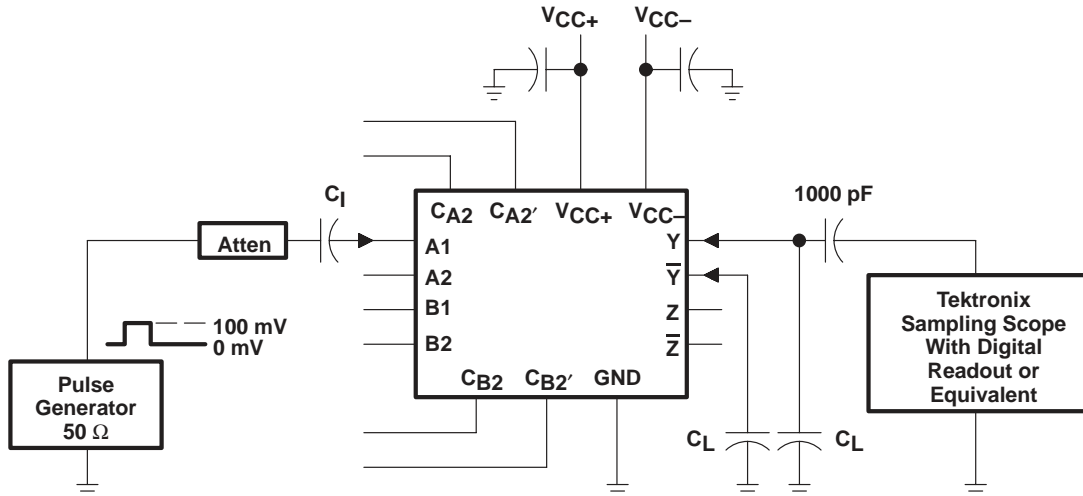 VCC+
VCC–
CI
1000 pF
CA2
CA2′
VCC+
VCC–
Atten
A1
A2
B1
B2
Y
Y̅
Z
Z̅
100 mV
0 mV
CB2
CB2′
GND
Pulse
Generator
50 Ω
Tektronix
Sampling Scope
With Digital
Readout or
Equivalent
CL
CL